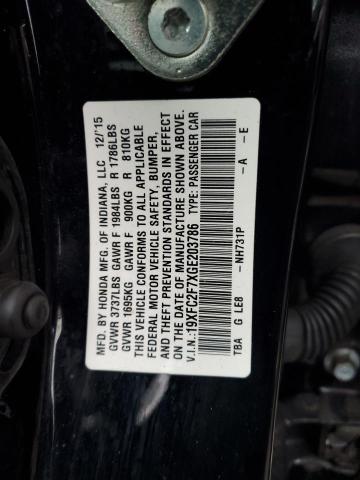 MFD. BY HONDA MFG. OF INDIANA, LLC 12/'15
GVWR 3737LBS GAWR F 1984LBS R 1786LBS
GVWR 1695KG GAWR F 900KG R 810KG
THIS VEHICLE CONFORMS TO ALL APPLICABLE
FEDERAL MOTOR VEHICLE SAFETY, BUMPER,
AND THEFT PREVENTION STANDARDS IN EFFECT
ON THE DATE OF MANUFACTURE SHOWN ABOVE.
V.I.N.:19XFC2F7XGE203786 TYPE: PASSENGER CAR
-NH731P -A -E
TBA G LE8